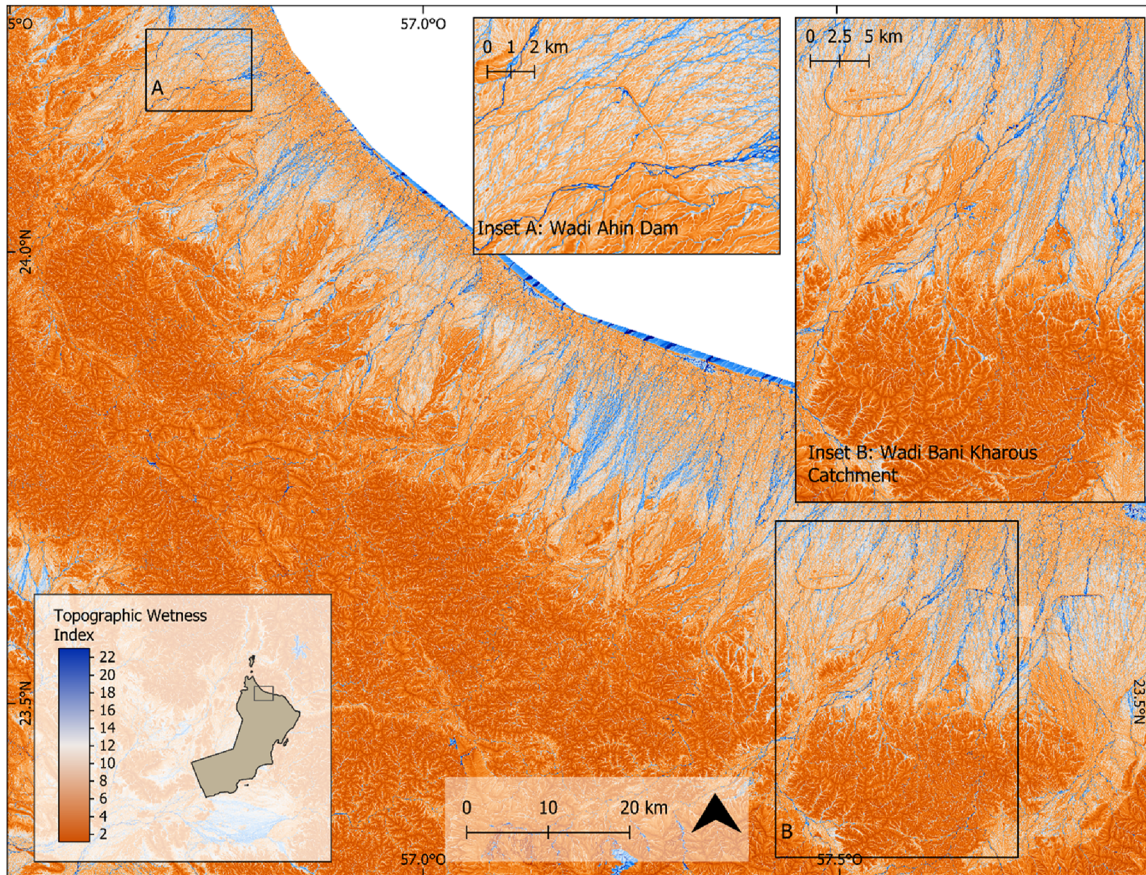 5°O
57.0°O
A
0 1 2 km
Inset A: Wadi Ahin Dam
0 2.5 5 km
Inset B: Wadi Bani Kharous
Catchment
24.0°N
23.5°N
23.5°N
Topographic Wetness
Index
22
20
18
16
14
12
10
8
6
4
2
0 10 20 km
B
57.0°O
57.5°O